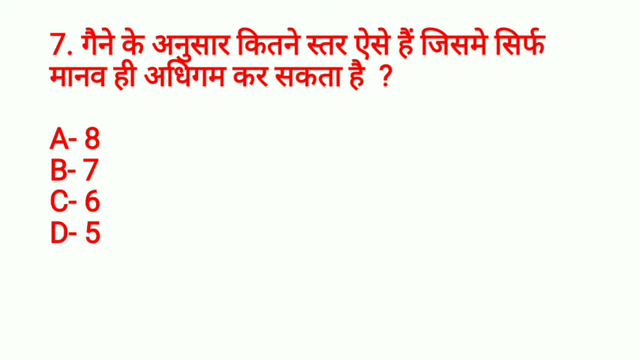 7. गैने के अनुसार कितने स्तर ऐसे हैं जिसमे सिर्फ
मानव ही अधिगम कर सकता है ?
A- 8
B- 7
C- 6
D- 5